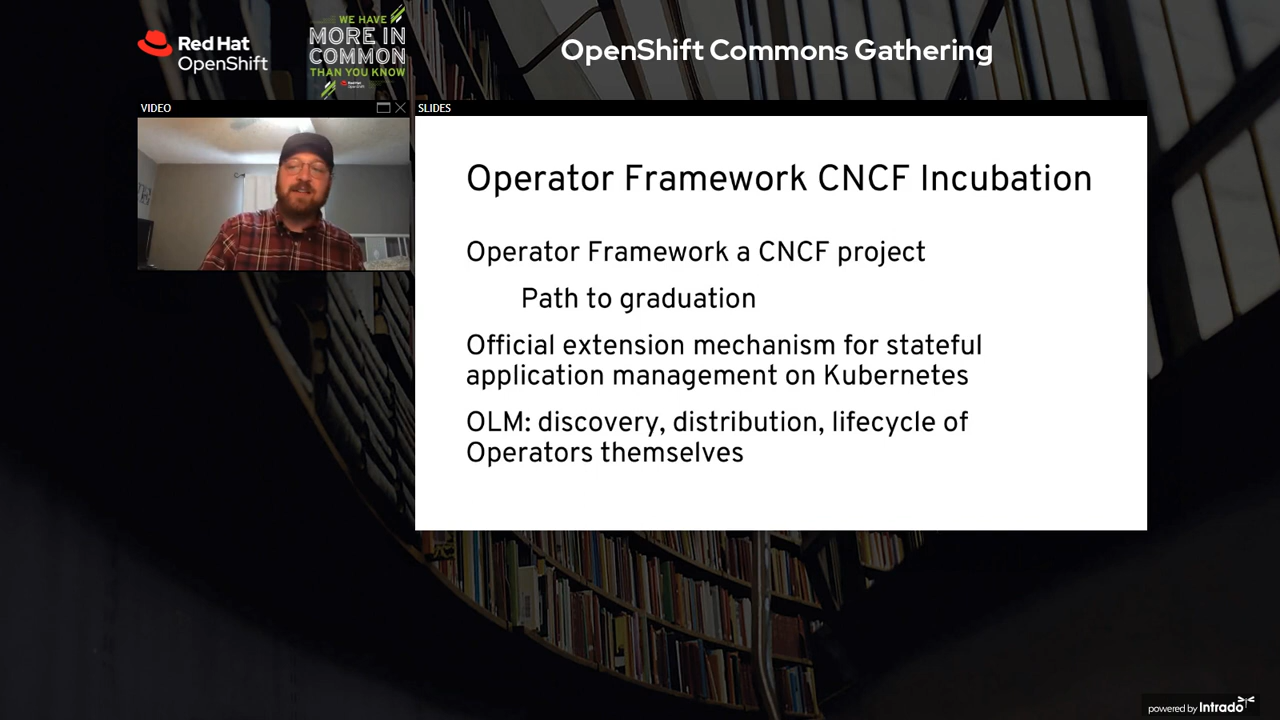 Red Hat
OpenShift
WE HAVE
MORE IN
COMMON
THAN YOU KNOW
OpenShift Commons Gathering
VIDEO
SLIDES
Operator Framework CNCF Incubation
Operator Framework a CNCF project
Path to graduation
Official extension mechanism for stateful
application management on Kubernetes
OLM: discovery, distribution, lifecycle of
Operators themselves
powered by Intrado